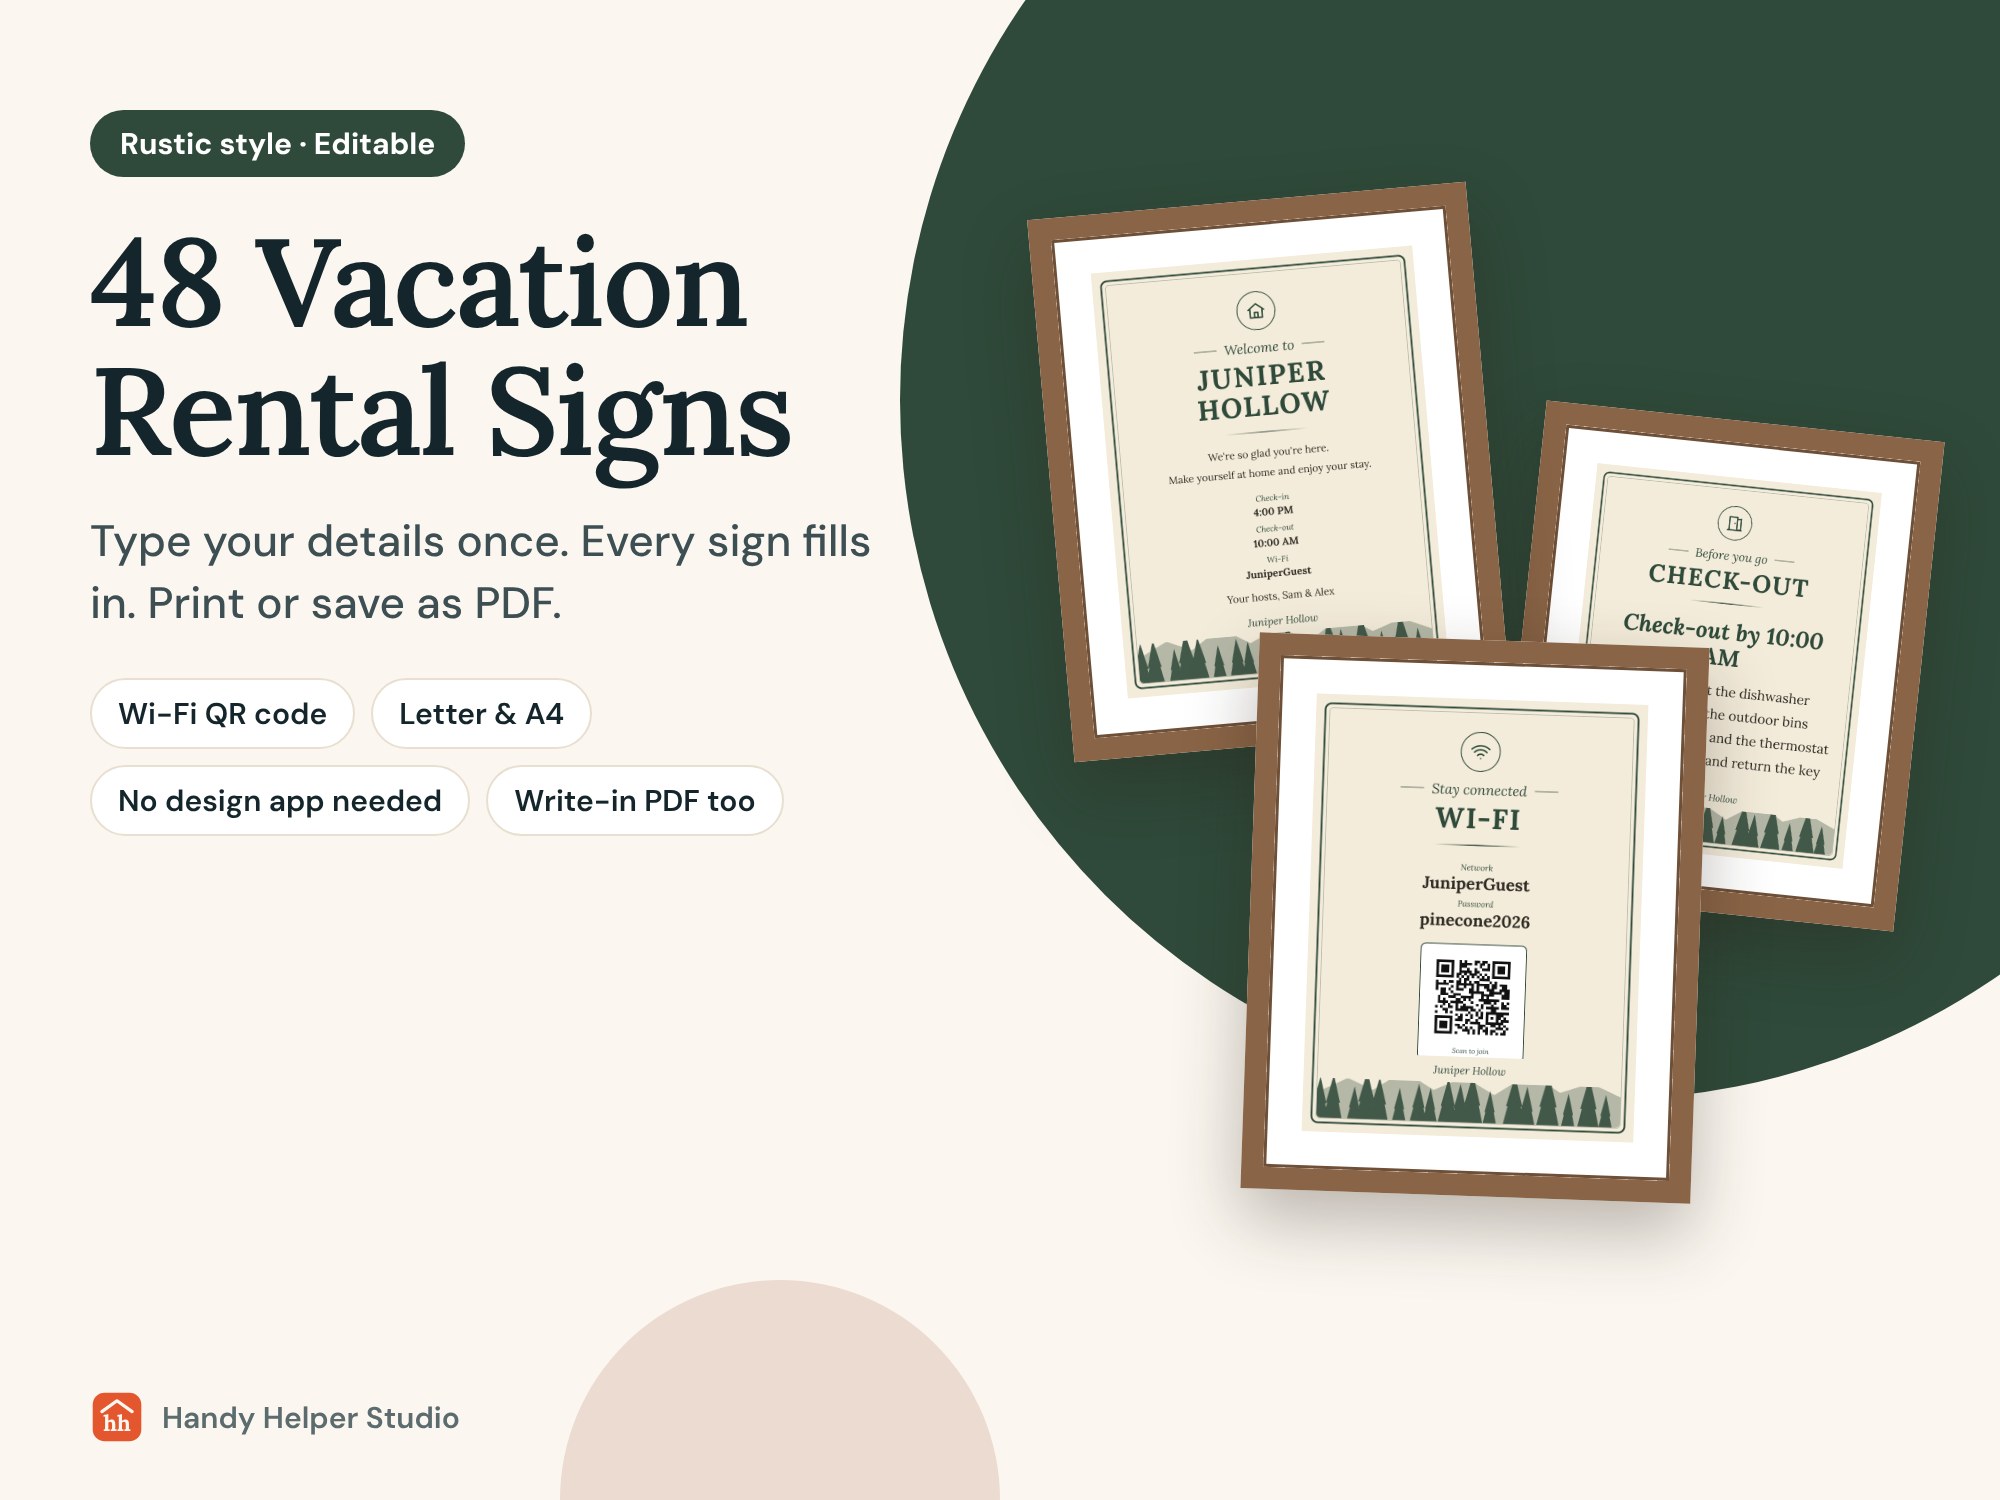 Rustic style · Editable
48 Vacation
Rental Signs
Type your details once. Every sign fills
in. Print or save as PDF.
Wi-Fi QR code
Letter & A4
No design app needed
Write-in PDF too
Welcome to
JUNIPER
HOLLOW
We're so glad you're here.
Make yourself at home and enjoy your stay.
Check-in
4:00 PM
Check-out
10:00 AM
Wi-Fi
JuniperGuest
Your hosts, Sam & Alex
Juniper Hollow
Before you go
CHECK-OUT
Check-out by 10:00
AM
the dishwasher
the outdoor bins
and the thermostat
and return the key
Hollow
Stay connected
WI-FI
Network
JuniperGuest
Password
pinecone2026
Scan to join
Juniper Hollow
hh
Handy Helper Studio